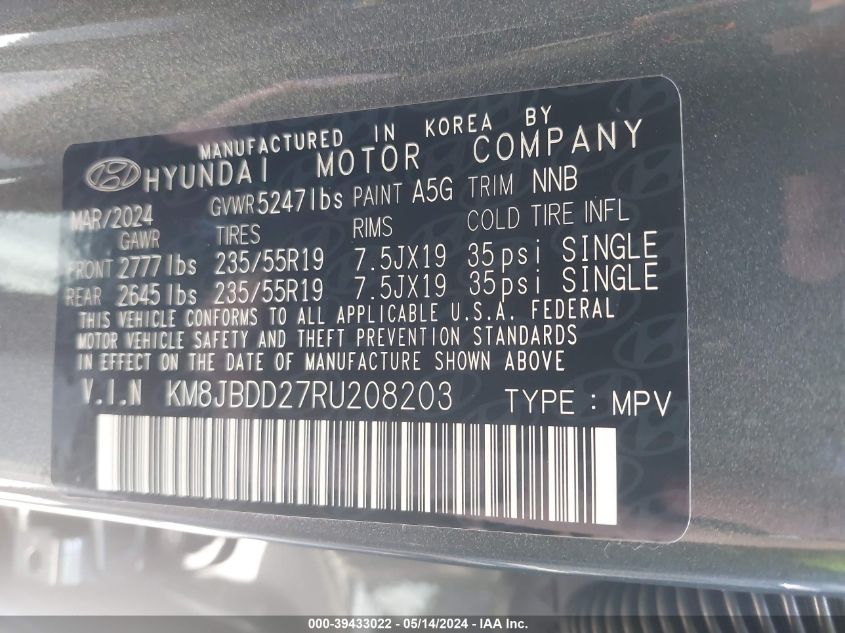 MANUFACTURED IN KOREA BY
HYUNDAI MOTOR COMPANY
MAR/2024 GVWR 5247lbs PAINT A5G TRIM NNB
GAWR TIRES RIMS COLD TIRE INFL
FRONT 2777lbs 235/55R19 7.5JX19 35psi SINGLE
REAR 2645lbs 235/55R19 7.5JX19 35psi SINGLE
THIS VEHICLE CONFORMS TO ALL APPLICABLE U.S.A. FEDERAL
MOTOR VEHICLE SAFETY AND THEFT PREVENTION STANDARDS
IN EFFECT ON THE DATE OF MANUFACTURE SHOWN ABOVE
V.I.N KM8JBDD27RU208203 TYPE : MPV
000-39433022 - 05/14/2024 - IAA Inc.